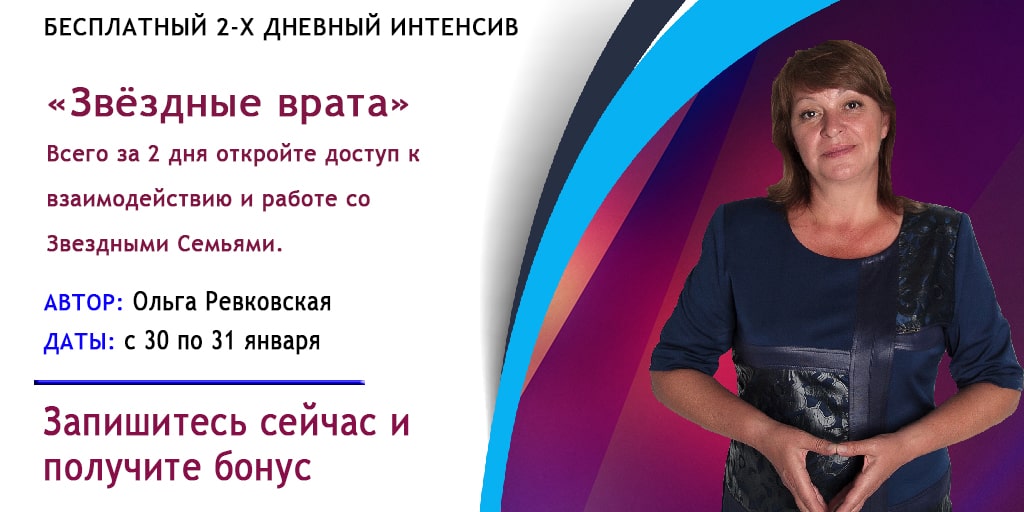 БЕСПЛАТНЫЙ 2-Х ДНЕВНЫЙ ИНТЕНСИВ
«Звёздные врата»
Всего за 2 дня откройте доступ к
взаимодействию и работе со
Звездными Семьями.
АВТОР: Ольга Ревковская
ДАТЫ: с 30 по 31 января
Запишитесь сейчас и
получите бонус